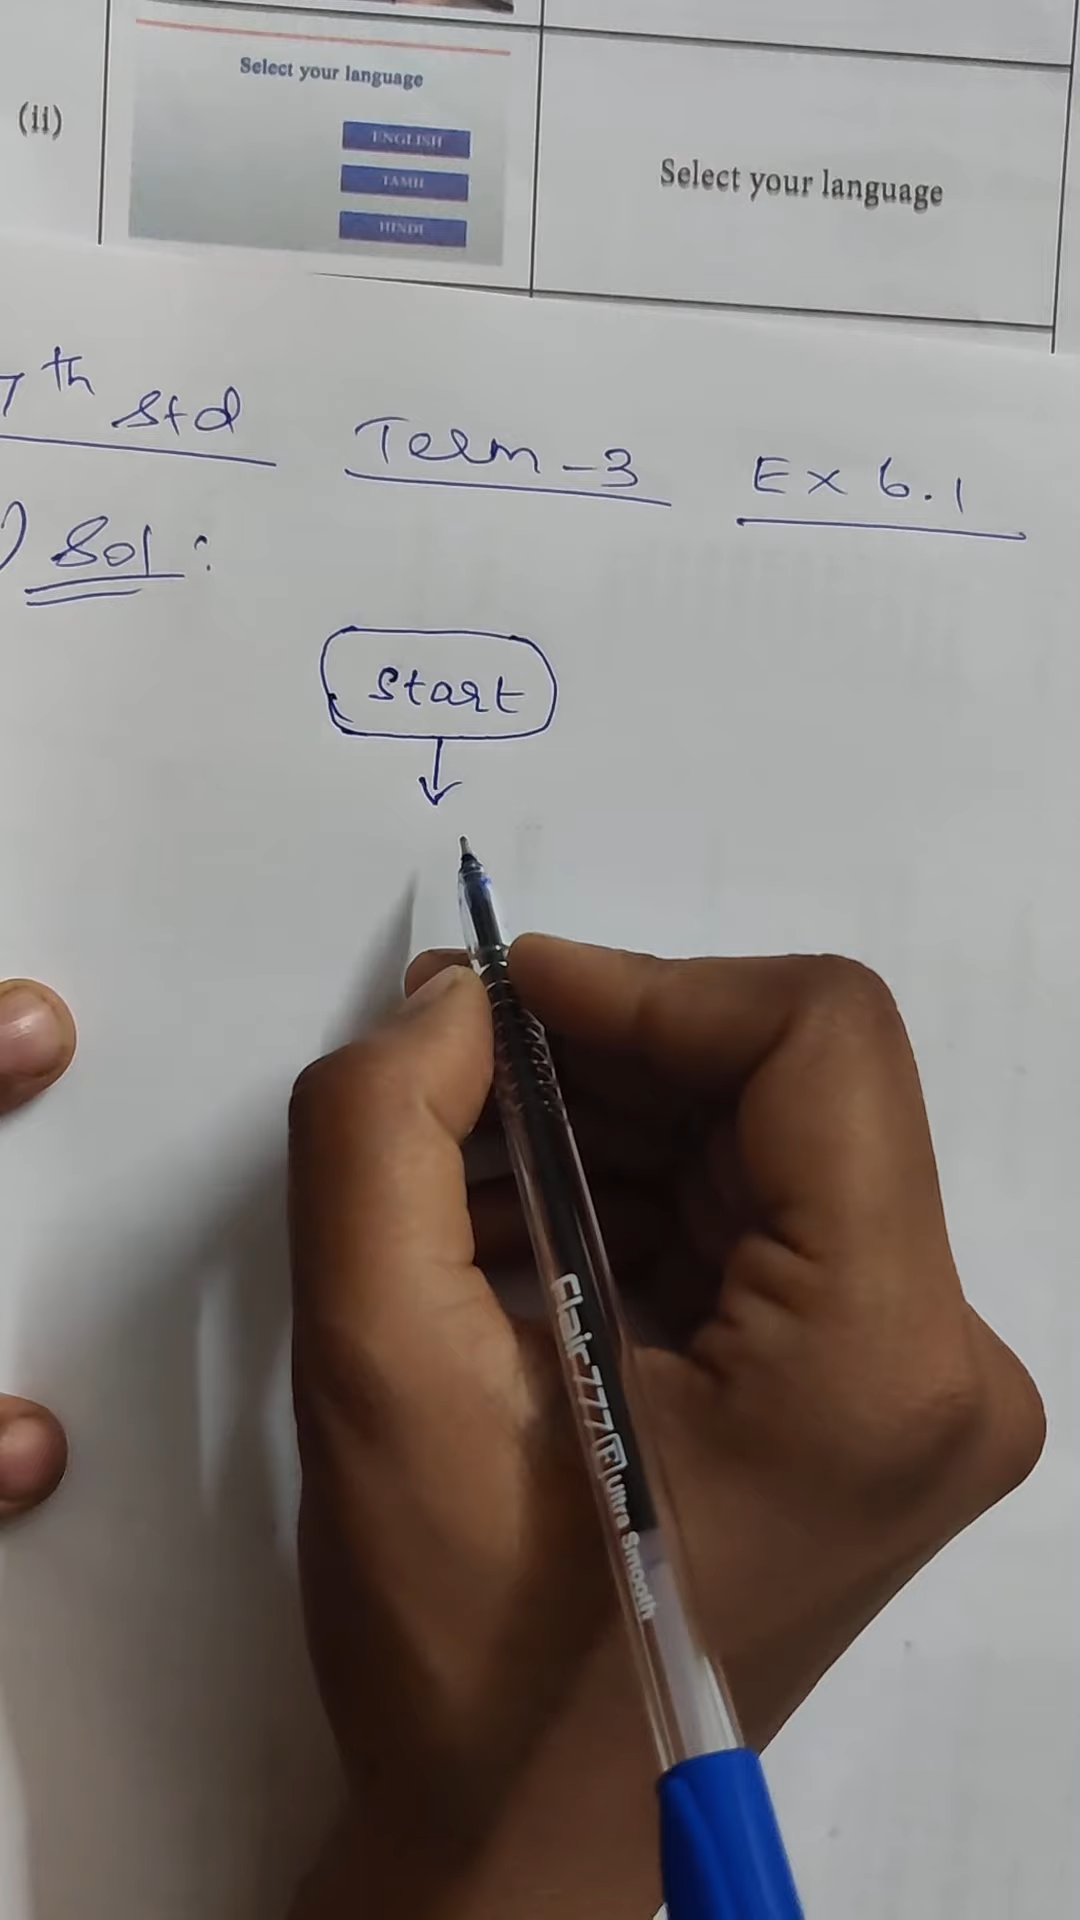 Select your language
(ii)
ENGLISH
TAMIL
HINDI
Select your language
7th std Term-3 Ex 6.1
) Sol:
start
Flair 777 F Ultra Smooth